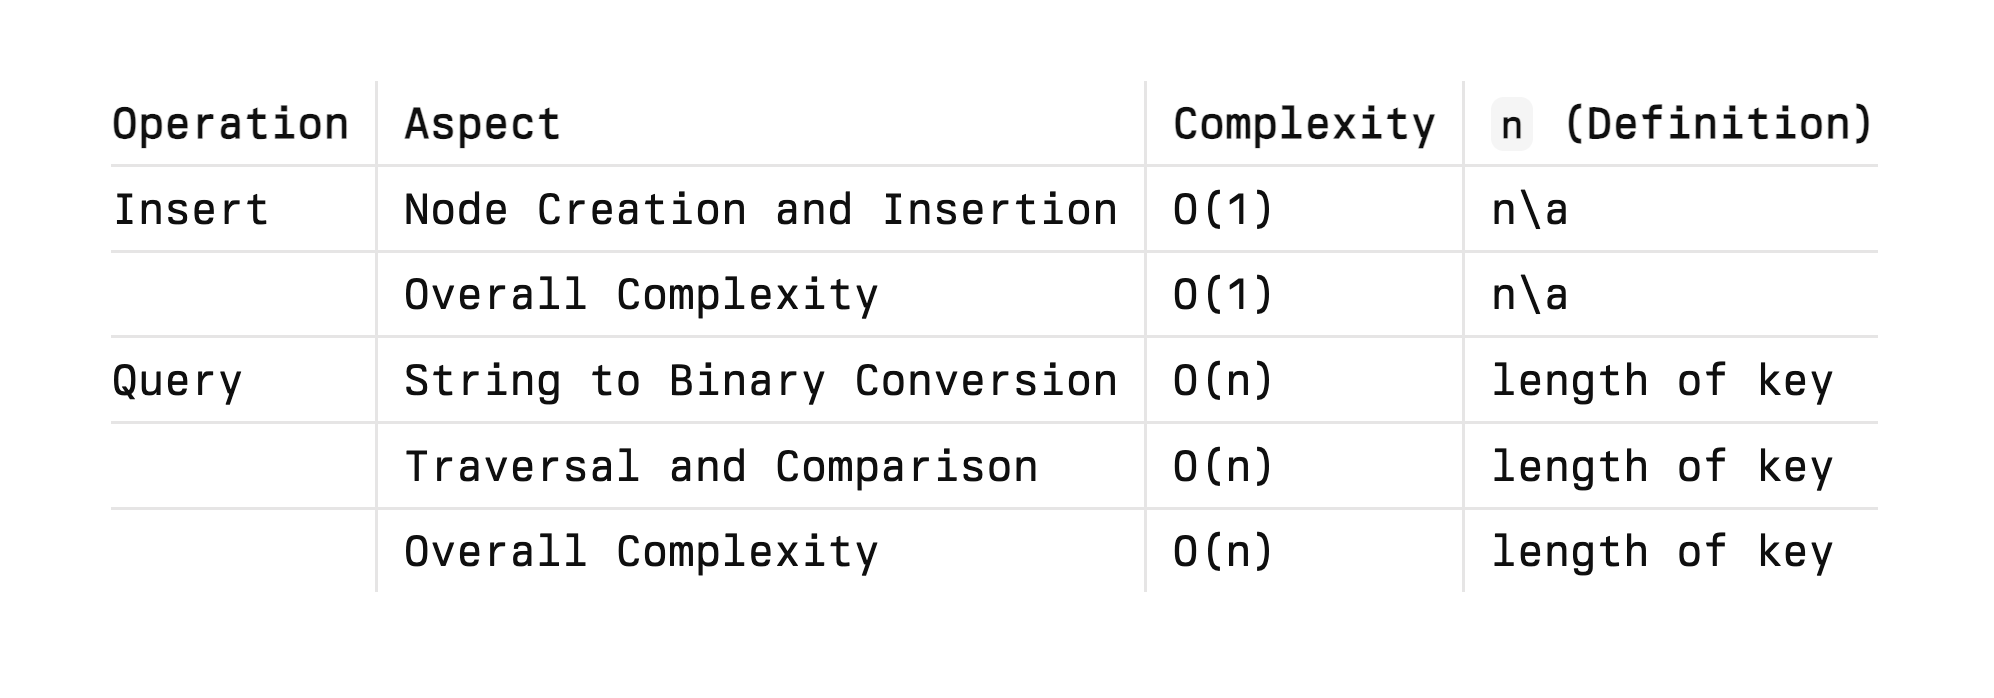 Operation Aspect Complexity n (Definition)
Insert Node Creation and Insertion O(1) n\a
Overall Complexity O(1) n\a
Query String to Binary Conversion O(n) length of key
Traversal and Comparison O(n) length of key
Overall Complexity O(n) length of key